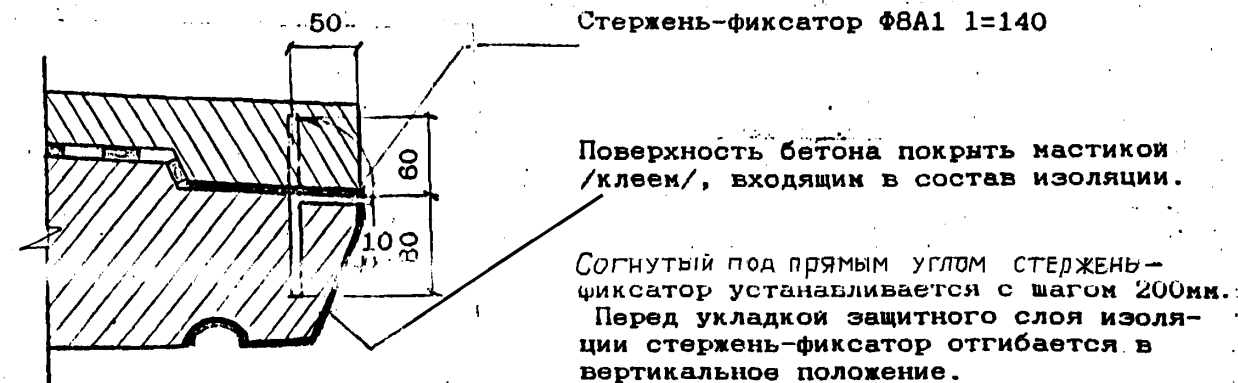 50
Стержень-фиксатор Ф8А1 1=140
60
Поверхность бетона покрыть мастикой
/клеем/, входящим в состав изоляции.
10
80
Согнутый под прямым углом стержень-
фиксатор устанавливается с шагом 200мм.
Перед укладкой защитного слоя изоля-
ции стержень-фиксатор отгибается в
вертикальное положение.